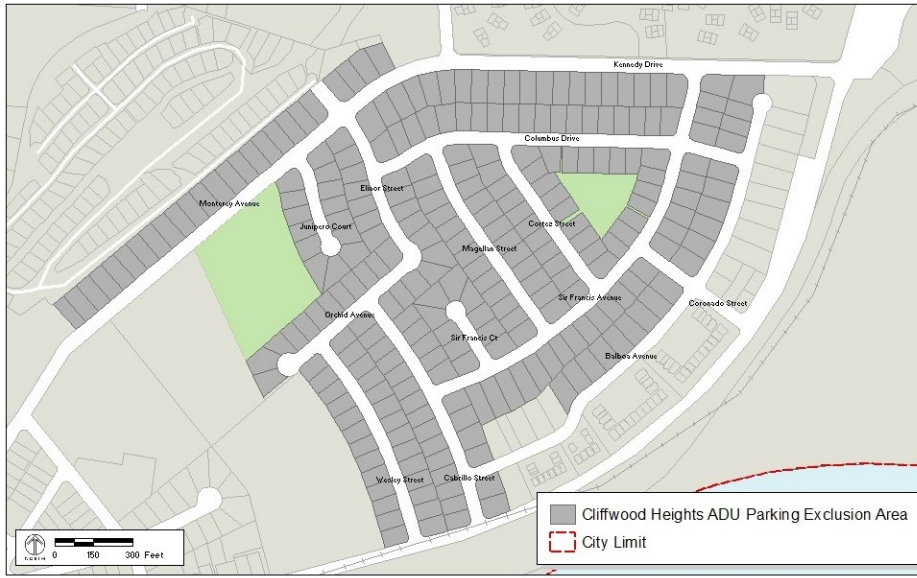 Kennedy Drive
Columbus Drive
Elinor Street
Monterey Avenue
Junipero Court
Cortez Street
Magellan Street
Sir Francis Avenue
Coronado Street
Orchid Avenue
Sir Francis Ct
Balboa Avenue
Wesley Street
Cabrillo Street
Cliffwood Heights ADU Parking Exclusion Area
City Limit
NORTH
0 150 300 Feet